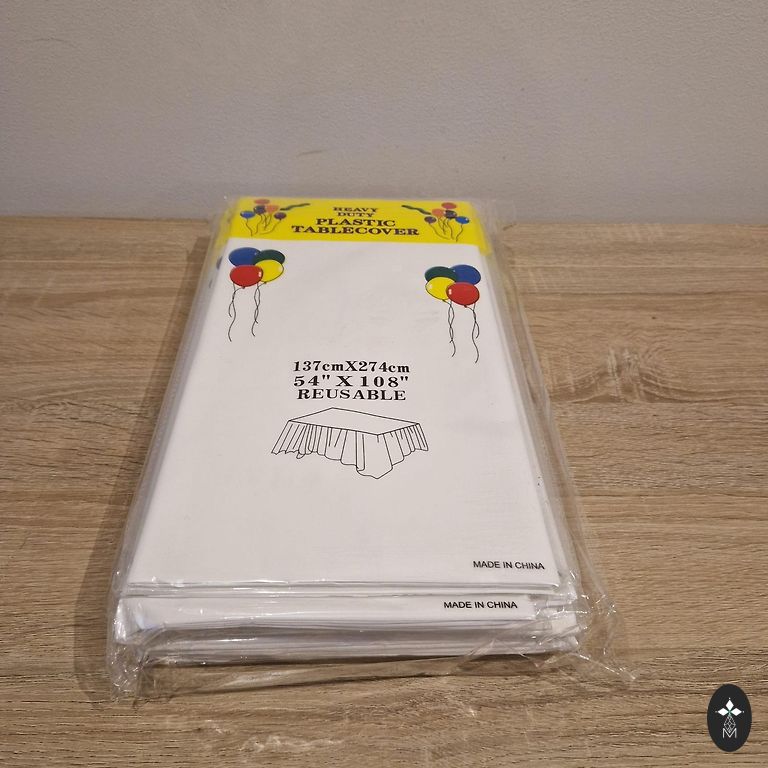 HEAVY
DUTY
PLASTIC
TABLECOVER
137cmX274cm
54" X 108"
REUSABLE
MADE IN CHINA
MADE IN CHINA
M